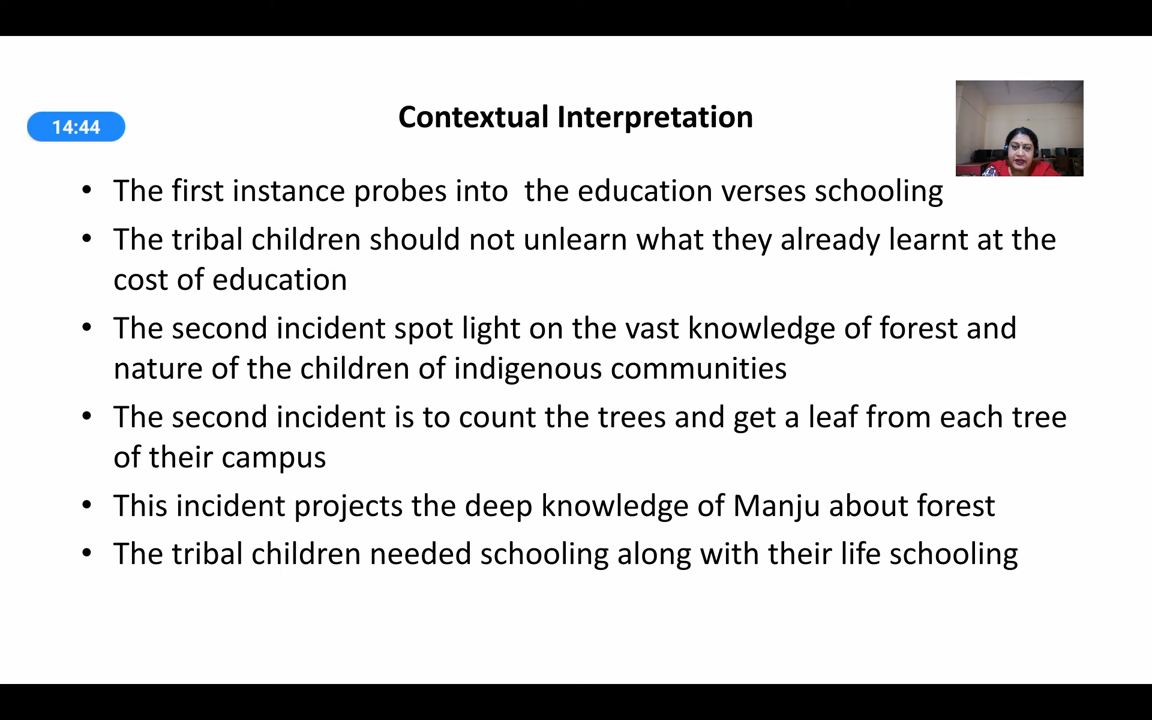 Contextual Interpretation
14:44
• The first instance probes into  the education verses schooling
• The tribal children should not unlearn what they already learnt at the
cost of education
• The second incident spot light on the vast knowledge of forest and
nature of the children of indigenous communities
• The second incident is to count the trees and get a leaf from each tree
of their campus
• This incident projects the deep knowledge of Manju about forest
• The tribal children needed schooling along with their life schooling